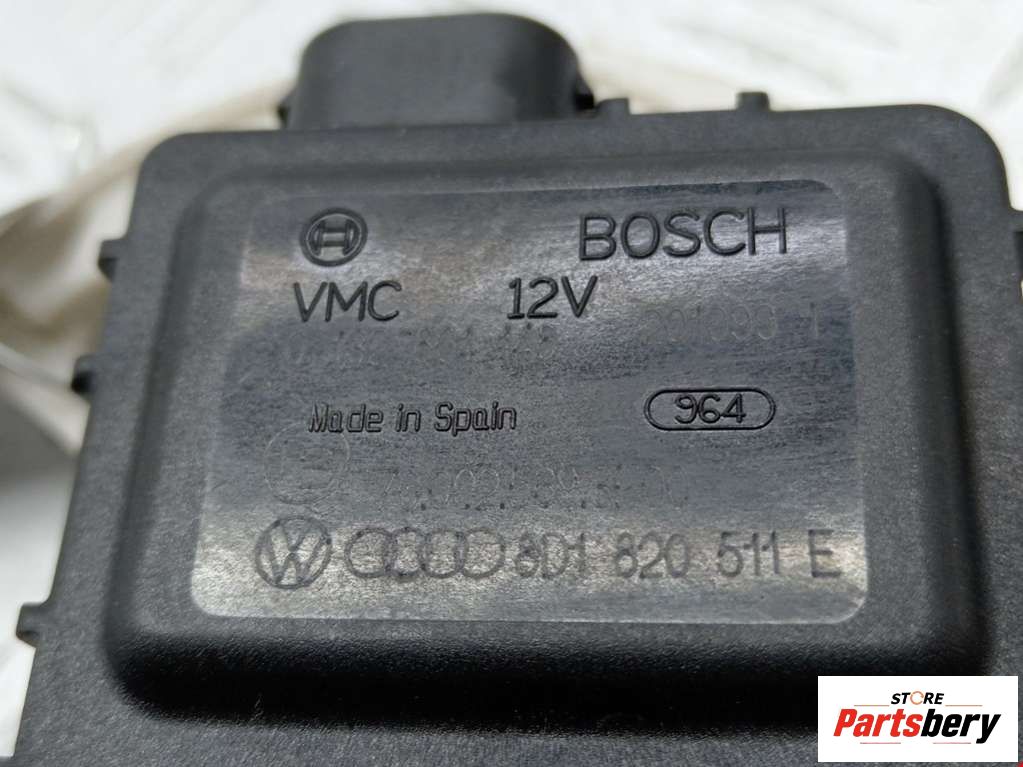 BOSCH
VMC 12V
Made in Spain 964
8D1 820 511 E
STORE
Partsbery